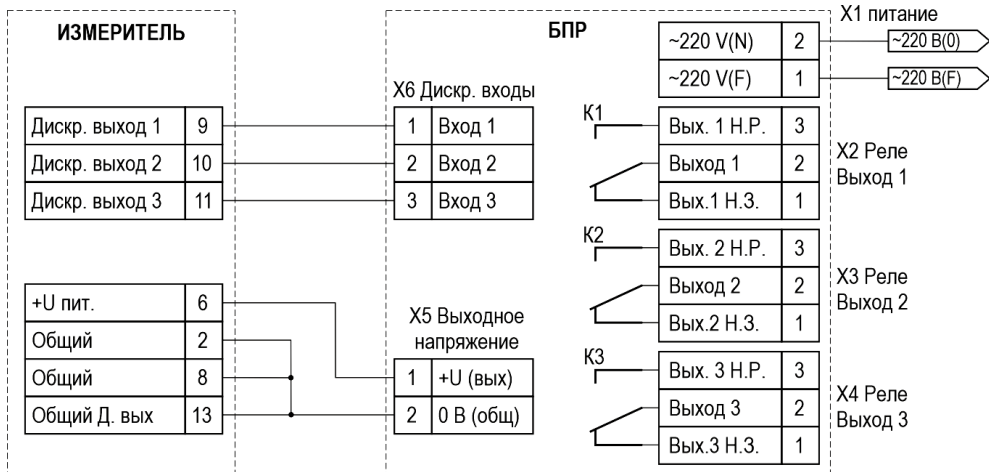 ИЗМЕРИТЕЛЬ
Дискр. выход 1 9
Дискр. выход 2 10
Дискр. выход 3 11
+U пит. 6
Общий 2
Общий 8
Общий Д. вых 13
БПР
X6 Дискр. входы
1 Вход 1
2 Вход 2
3 Вход 3
X5 Выходное
напряжение
1 +U (вых)
2 0 В (общ)
X1 питание
~220 V(N) 2 ~220 В(0)
~220 V(F) 1 ~220 В(F)
К1
Вых. 1 Н.Р. 3
Выход 1 2
Вых.1 Н.З. 1
X2 Реле
Выход 1
К2
Вых. 2 Н.Р. 3
Выход 2 2
Вых.2 Н.З. 1
X3 Реле
Выход 2
К3
Вых. 3 Н.Р. 3
Выход 3 2
Вых.3 Н.З. 1
X4 Реле
Выход 3